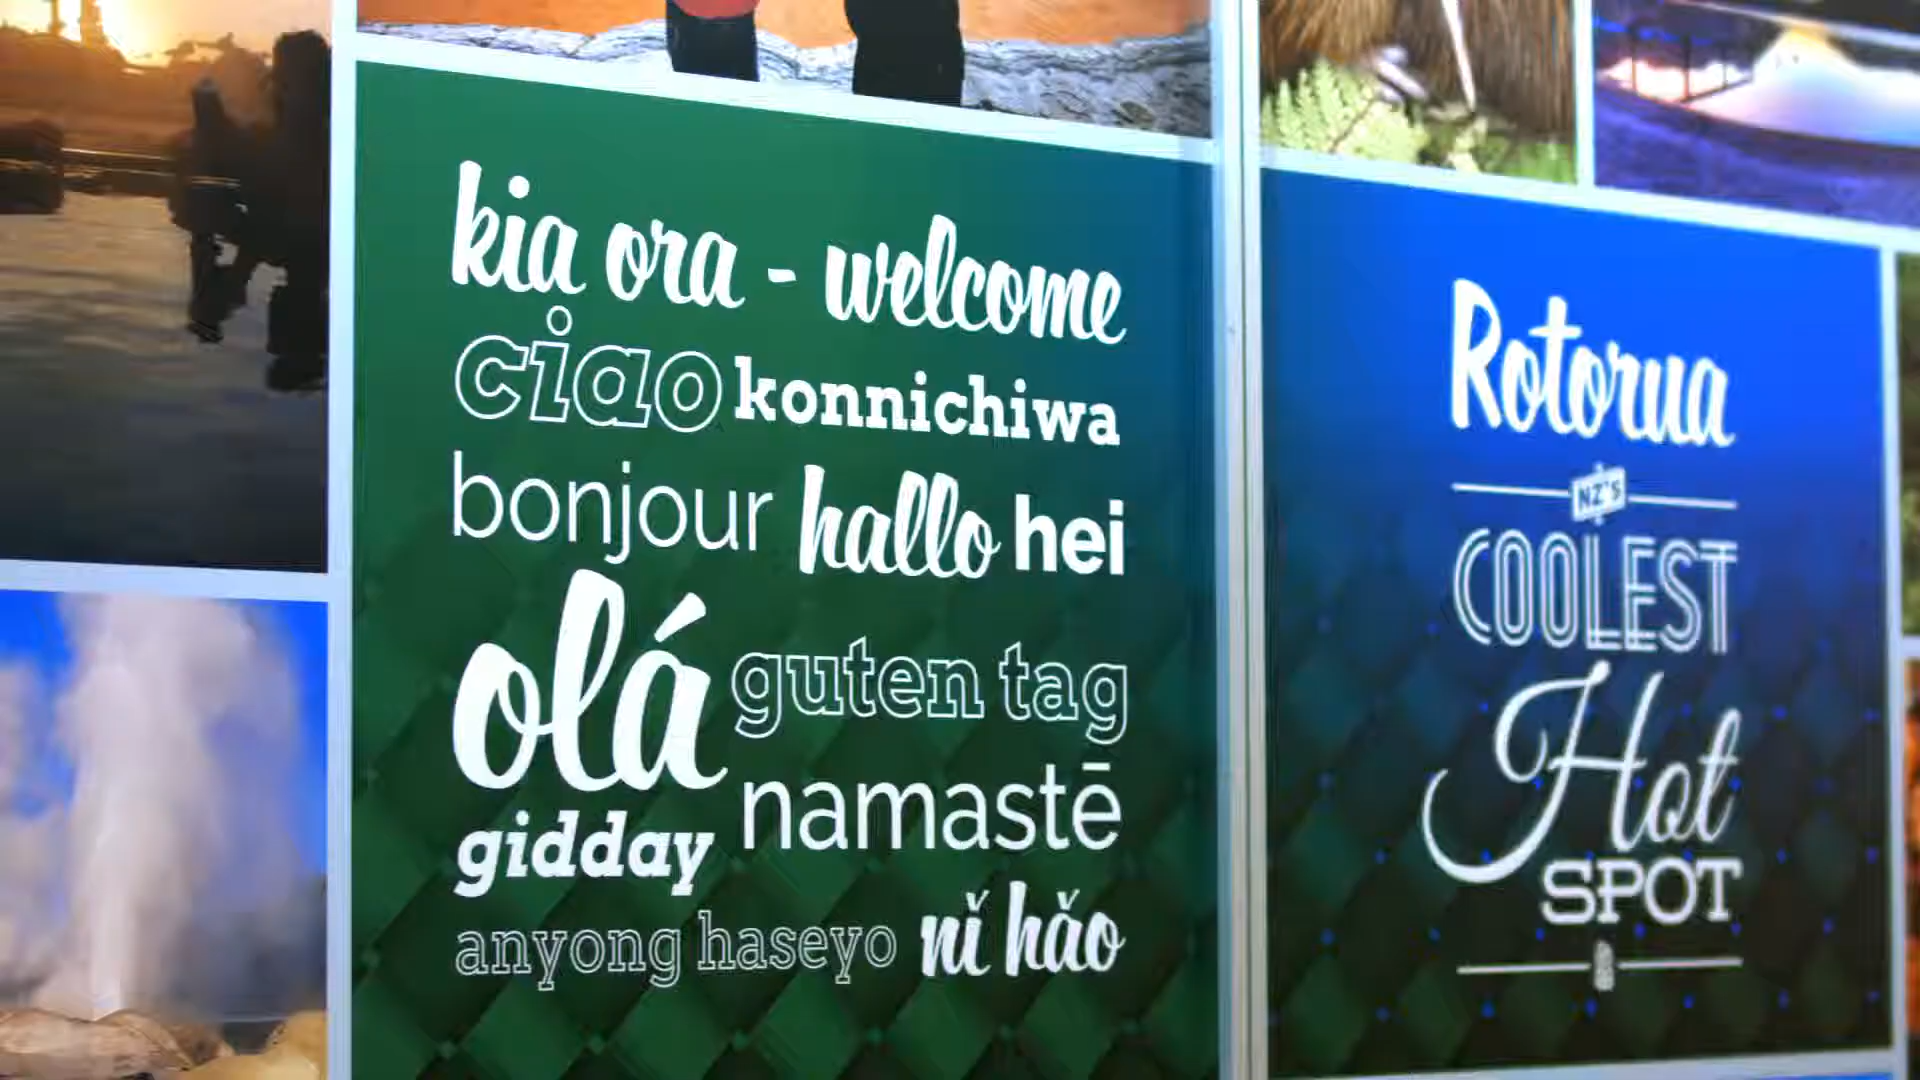 kia ora - welcome
ciao konnichiwa
bonjour hallo hei
olá guten tag
namastē
gidday
anyong haseyo nǐ hǎo
Rotorua
NZ'S
COOLEST
Hot
SPOT